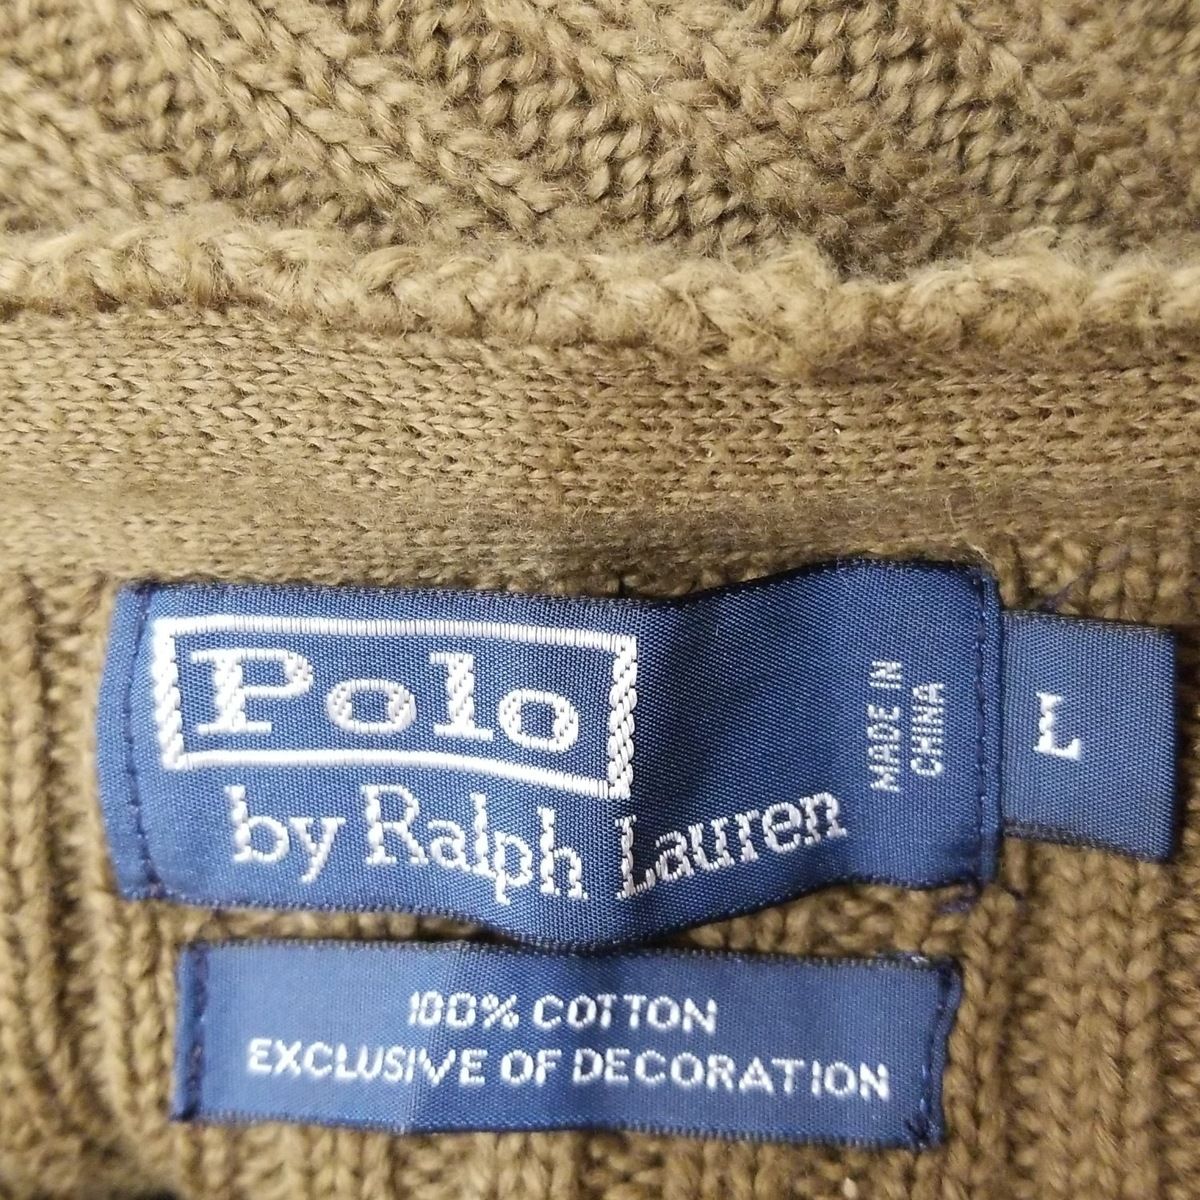 Polo
by Ralph Lauren
MADE IN
CHINA
L
100% COTTON
EXCLUSIVE OF DECORATION